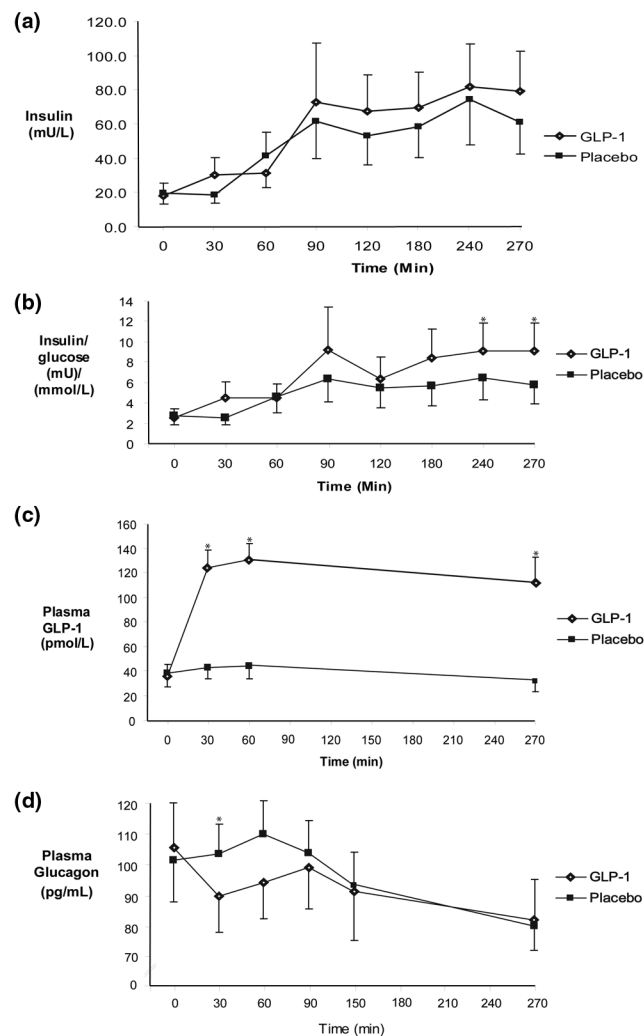 (a)
120.0
100.0
80.0
60.0
40.0
20.0
0.0
Insulin
(mU/L)
0 30 60 90 120 180 240 270
Time (Min)
GLP-1
Placebo
(b)
14
12
10
8
6
4
2
0
Insulin/
glucose
(mU)/
(mmol/L)
* *
0 30 60 90 120 180 240 270
Time (Min)
GLP-1
Placebo
(c)
160
140
120
100
80
60
40
20
0
Plasma
GLP-1
(pmol/L)
* * *
0 30 60 90 120 150 180 210 240 270
Time (min)
GLP-1
Placebo
(d)
120
110
100
90
80
70
0
Plasma
Glucagon
(pg/mL)
*
0 30 60 90 120 150 180 210 240 270
Time (min)
GLP-1
Placebo